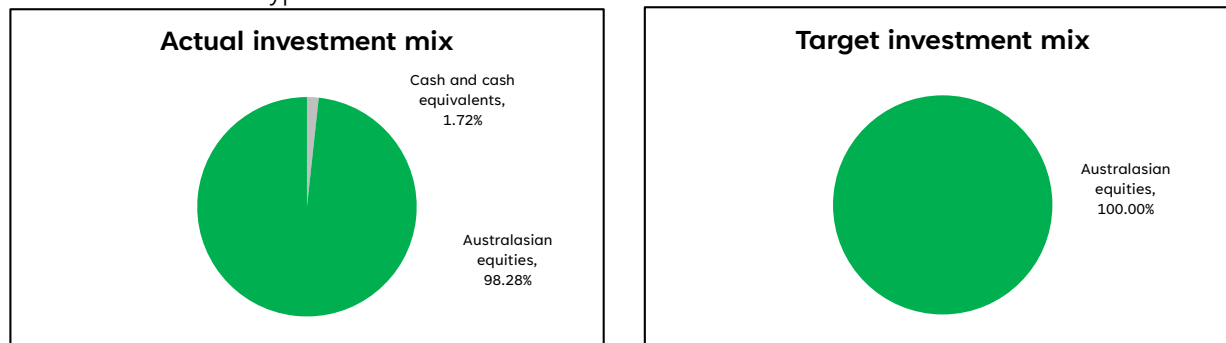 Actual investment mix
Cash and cash
equivalents,
1.72%
Australasian
equities,
98.28%
Target investment mix
Australasian
equities,
100.00%